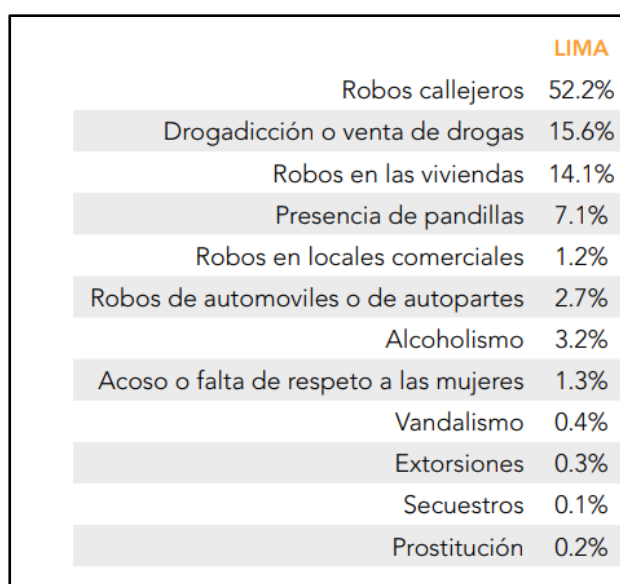 LIMA
Robos callejeros 52.2%
Drogadicción o venta de drogas 15.6%
Robos en las viviendas 14.1%
Presencia de pandillas 7.1%
Robos en locales comerciales 1.2%
Robos de automoviles o de autopartes 2.7%
Alcoholismo 3.2%
Acoso o falta de respeto a las mujeres 1.3%
Vandalismo 0.4%
Extorsiones 0.3%
Secuestros 0.1%
Prostitución 0.2%